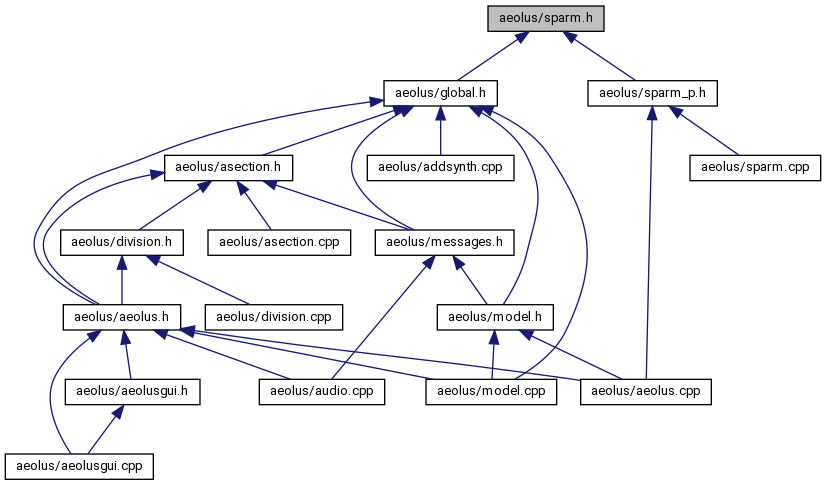 aeolus/sparm.h
aeolus/global.h
aeolus/sparm_p.h
aeolus/asection.h
aeolus/addsynth.cpp
aeolus/sparm.cpp
aeolus/division.h
aeolus/asection.cpp
aeolus/messages.h
aeolus/aeolus.h
aeolus/division.cpp
aeolus/model.h
aeolus/aeolusgui.h
aeolus/audio.cpp
aeolus/model.cpp
aeolus/aeolus.cpp
aeolus/aeolusgui.cpp